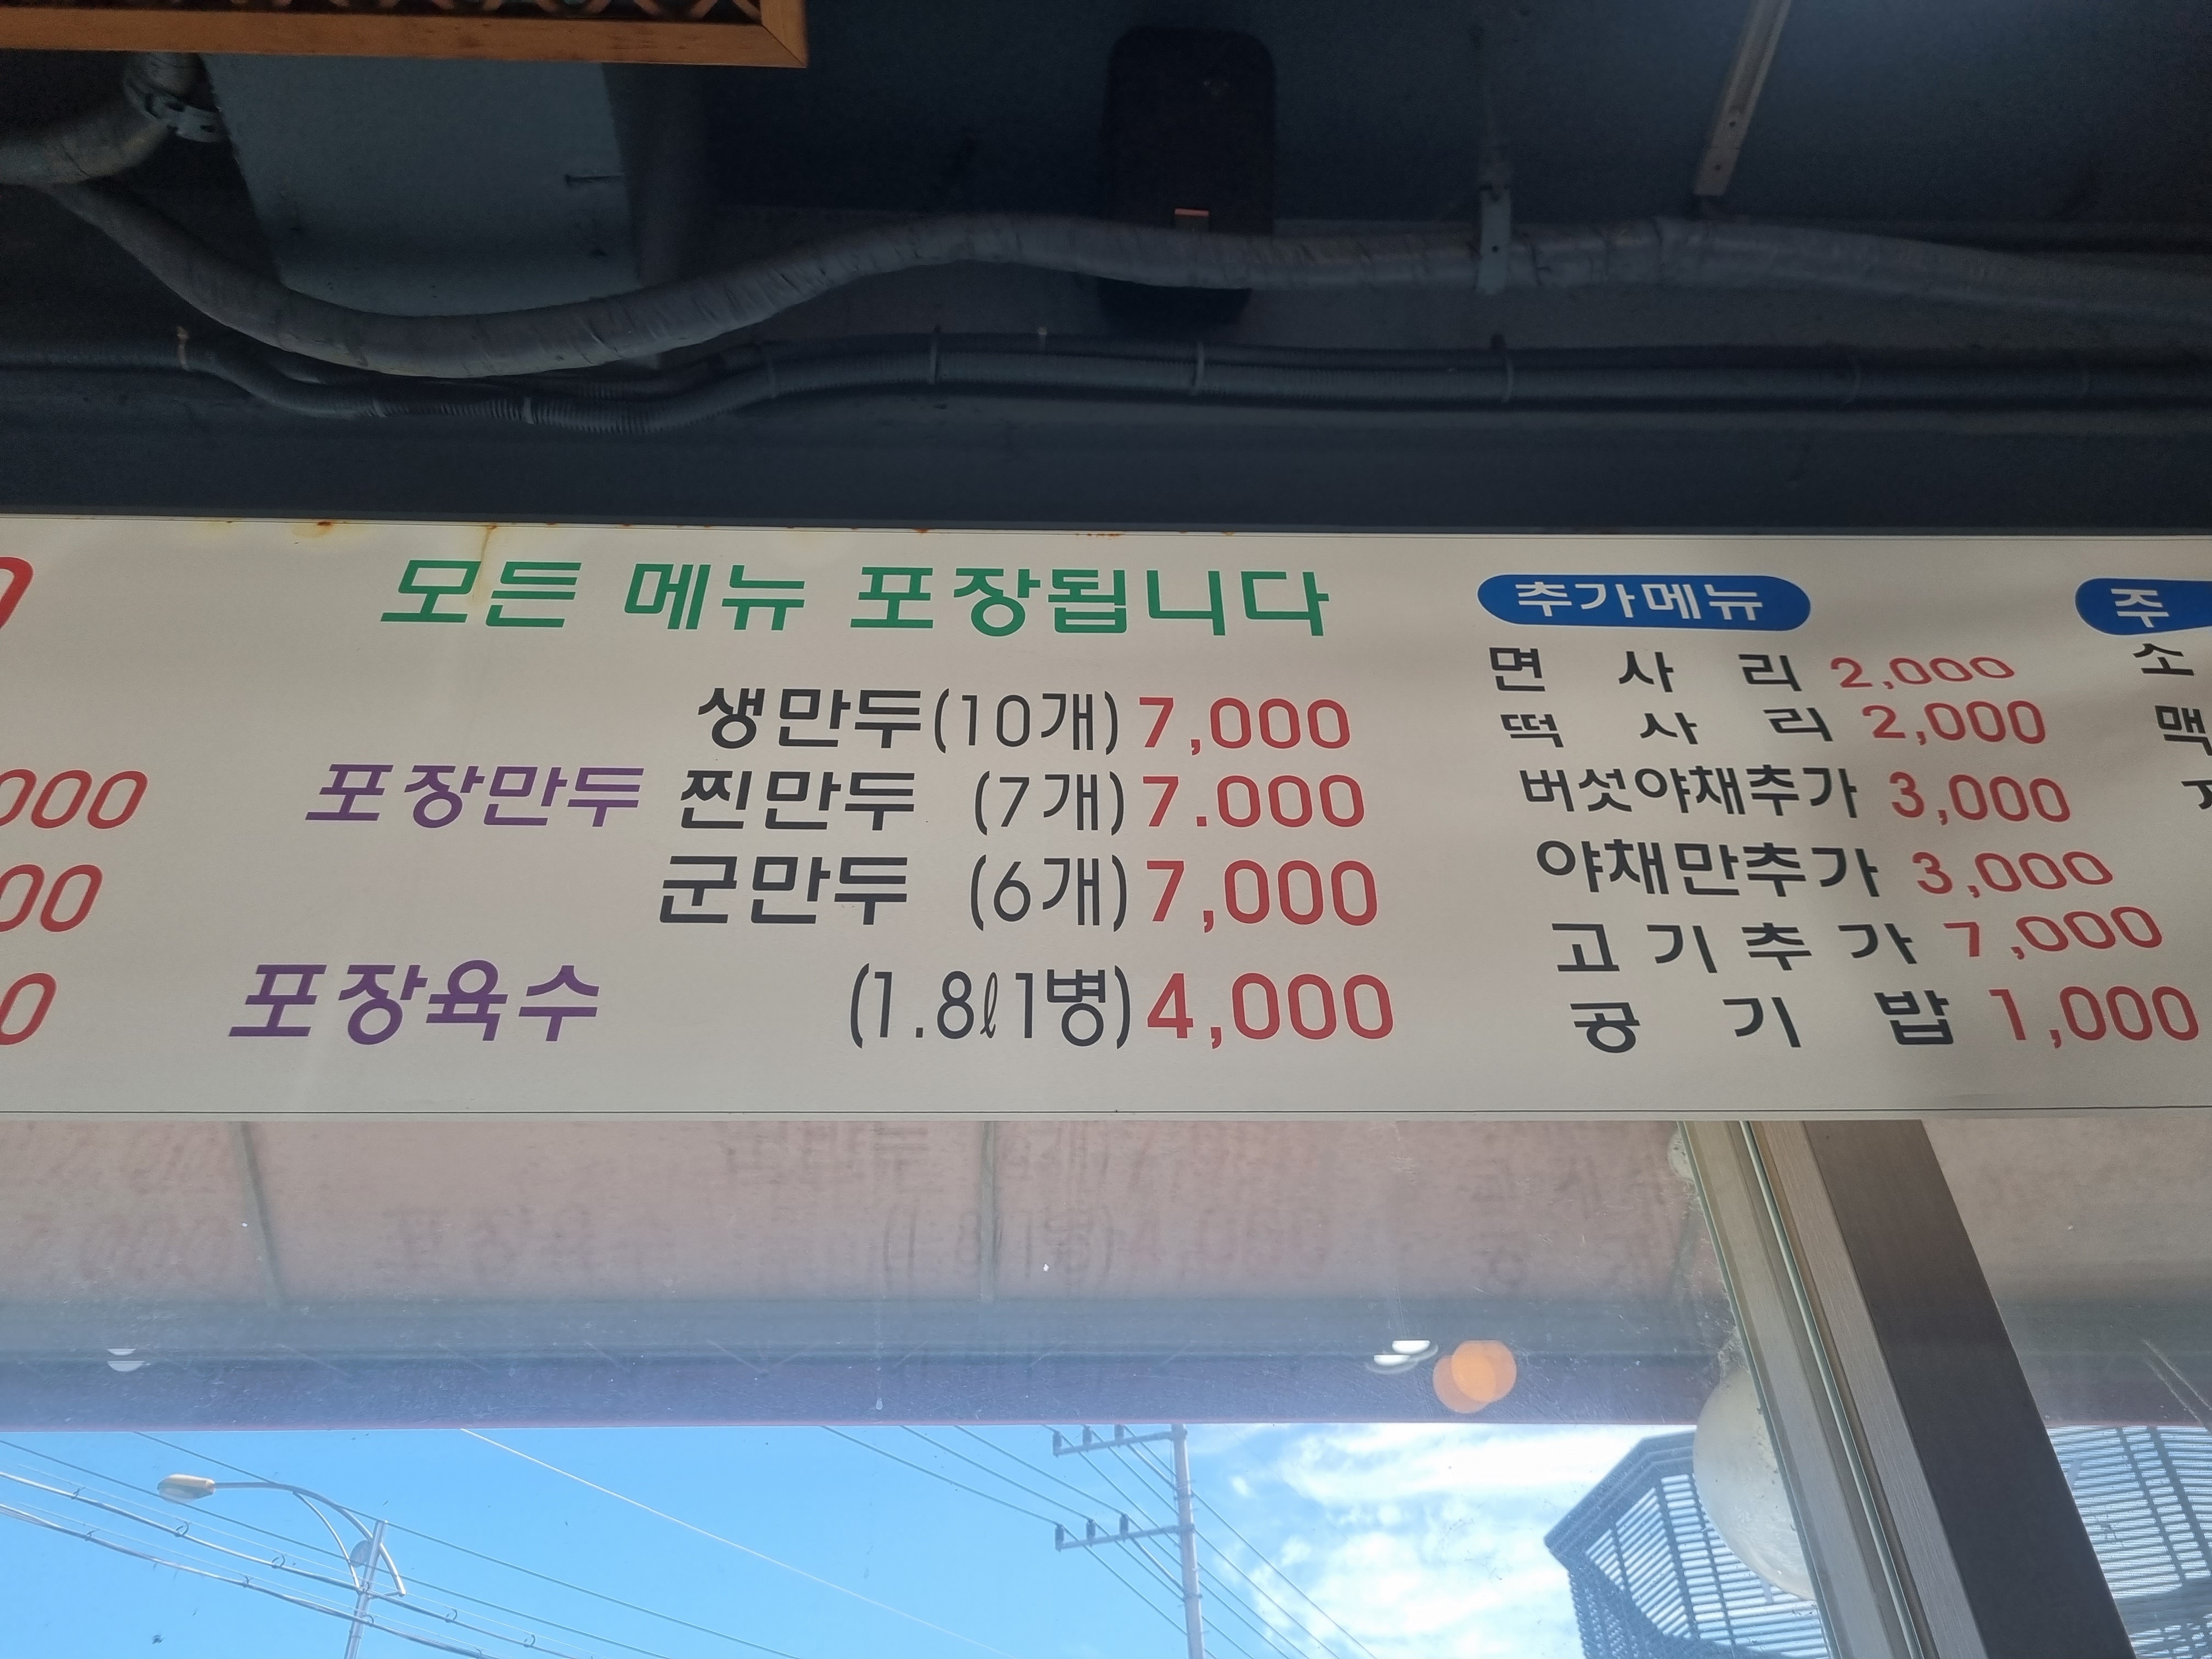 모든 메뉴 포장됩니다
생만두(10개) 7,000
포장만두 찐만두 (7개) 7.000
군만두 (6개) 7,000
포장육수 (1.8ℓ 1병) 4,000
추가메뉴
면 사 리 2,000
떡 사 리 2,000
버섯야채추가 3,000
야채만추가 3,000
고 기 추 가 7,000
공 기 밥 1,000
주
소
맥
000
00
0